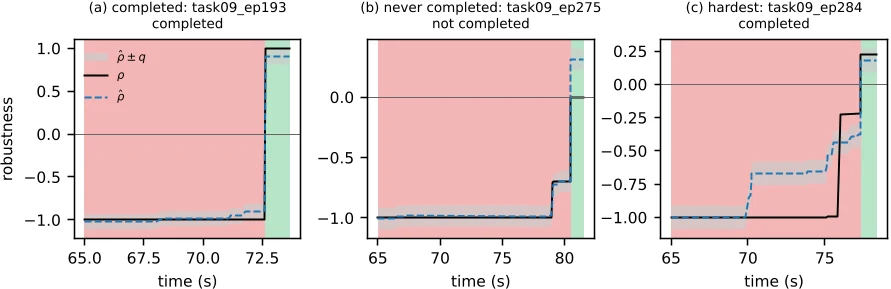 (a) completed: task09_ep193
completed
(b) never completed: task09_ep275
not completed
(c) hardest: task09_ep284
completed
robustness
1.0
0.5
0.0
−0.5
−1.0
ρ̂ ± q
ρ
ρ̂
65.0
67.5
70.0
72.5
time (s)
0.0
−0.5
−1.0
65
70
75
80
time (s)
0.25
0.00
−0.25
−0.50
−0.75
−1.00
65
70
75
time (s)